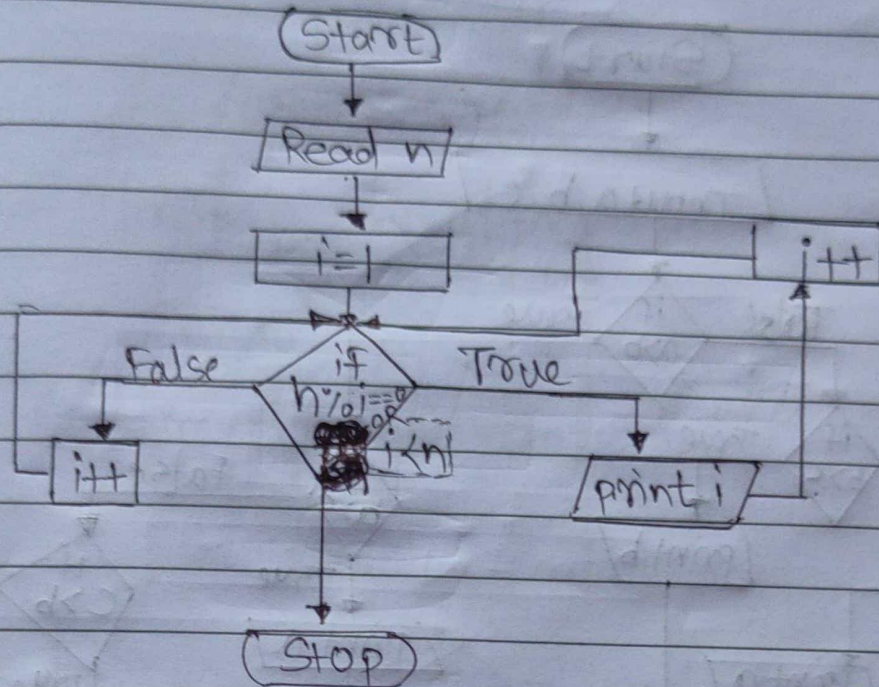 Start
Read n
i=1
i++
False
if
True
n%i==0
i<n
i++
print i
Stop